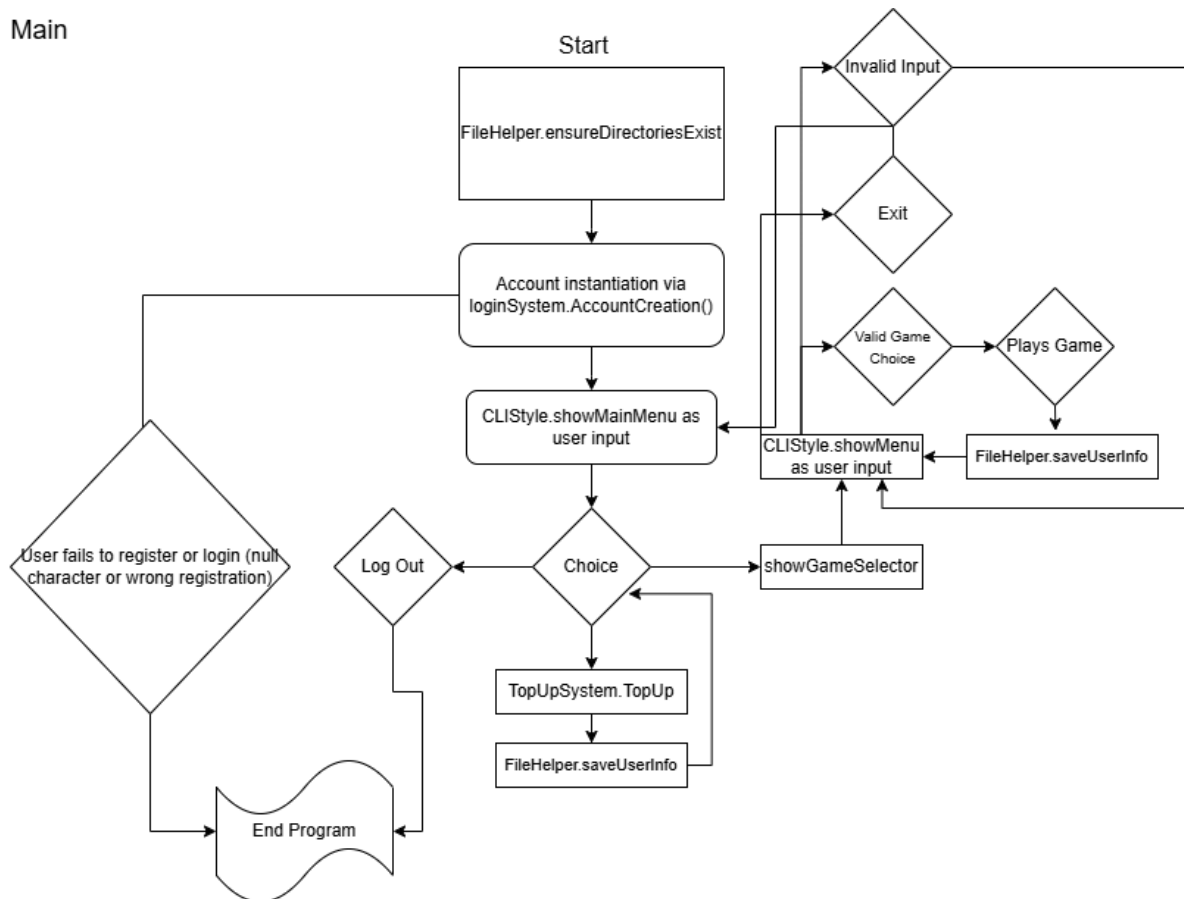 Main
Start
FileHelper.ensureDirectoriesExist
Account instantiation via
loginSystem.AccountCreation()
CLIStyle.showMainMenu as
user input
User fails to register or login (null
character or wrong registration)
Log Out
Choice
showGameSelector
TopUpSystem.TopUp
FileHelper.saveUserInfo
End Program
Invalid Input
Exit
Valid Game
Choice
Plays Game
CLIStyle.showMenu
as user input
FileHelper.saveUserInfo